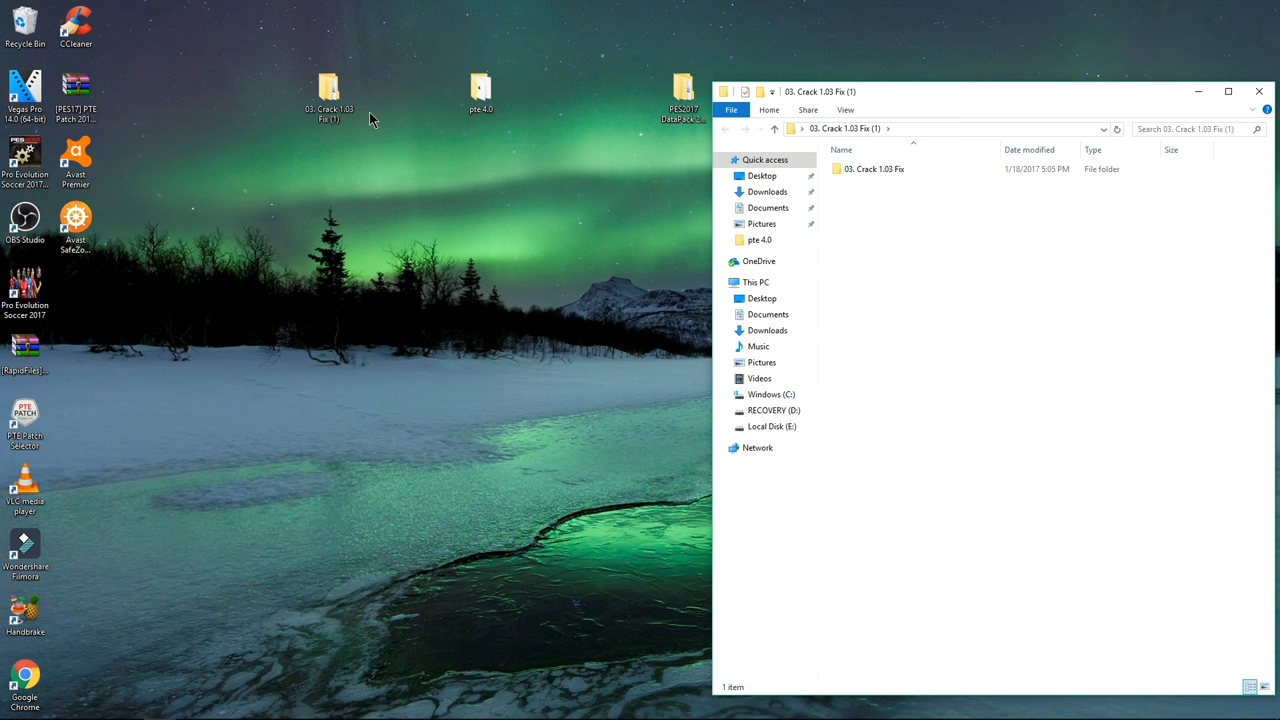 Recycle Bin
CCleaner
Vegas Pro
14.0 (64-bit)
[PES17] PTE
Patch 201...
Pro Evolution
Soccer 2017...
Avast
Premier
OBS Studio
Avast
SafeZo...
Pro Evolution
Soccer 2017
[RapidFiles]...
PTE PATCH
PTE Patch
Selector
VLC media
player
Wondershare
Filmora
Handbrake
Google
Chrome
03. Crack 1.03
Fix (1)
pte 4.0
PES2017
DataPack 2...
03. Crack 1.03 Fix (1)
File Home Share View
03. Crack 1.03 Fix (1)
Search 03. Crack 1.03 Fix (1)
Name Date modified Type Size
03. Crack 1.03 Fix 1/18/2017 5:05 PM File folder
Quick access
Desktop
Downloads
Documents
Pictures
pte 4.0
OneDrive
This PC
Desktop
Documents
Downloads
Music
Pictures
Videos
Windows (C:)
RECOVERY (D:)
Local Disk (E:)
Network
1 item